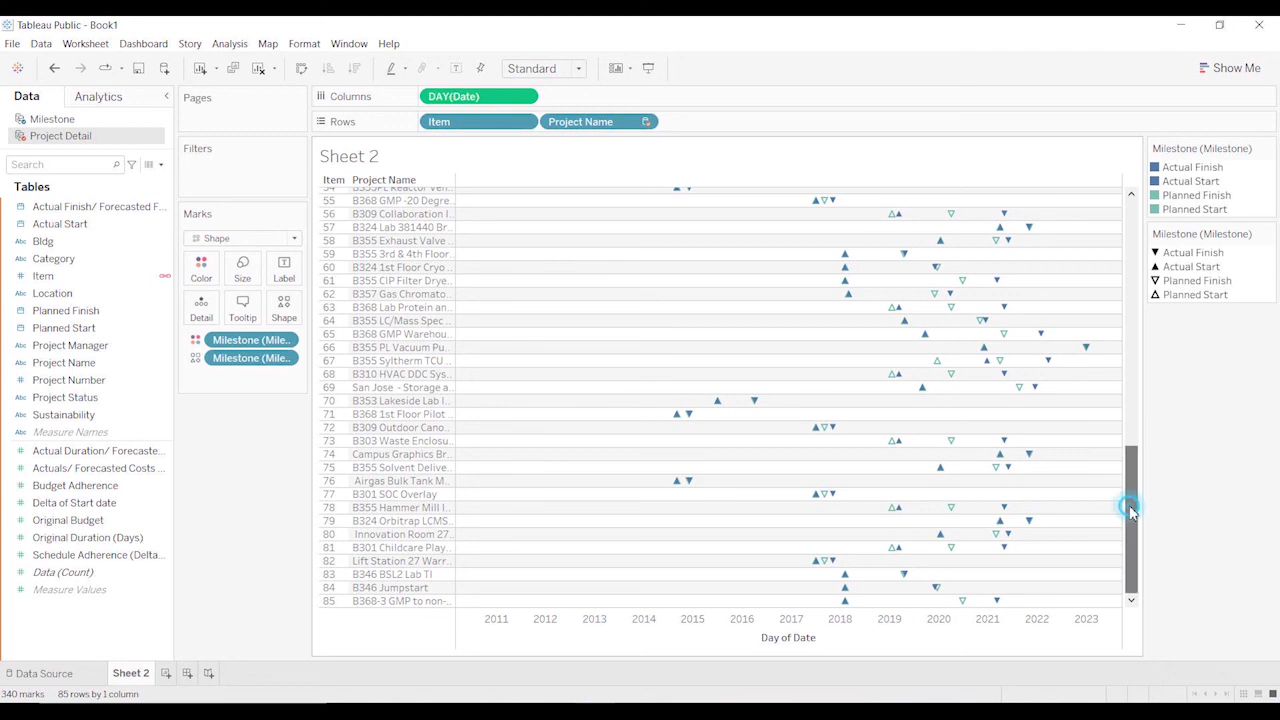 Tableau Public - Book1
File Data Worksheet Dashboard Story Analysis Map Format Window Help
Standard
Show Me
Data Analytics
Milestone
Project Detail
Search
Tables
Actual Finish/ Forecasted F...
Actual Start
Bldg
Category
Item
Location
Planned Finish
Planned Start
Project Manager
Project Name
Project Number
Project Status
Sustainability
Measure Names
Actual Duration/ Forecaste...
Actuals/ Forecasted Costs ...
Budget Adherence
Delta of Start date
Original Budget
Original Duration (Days)
Schedule Adherence (Delta...
Data (Count)
Measure Values
Pages
Filters
Marks
Shape
Color Size Label
Detail Tooltip Shape
Milestone (Mile..
Milestone (Mile..
Columns DAY(Date)
Rows Item Project Name
Sheet 2
Item Project Name
54 B355PL Reactor Ven..
55 B368 GMP -20 Degre..
56 B309 Collaboration I..
57 B324 Lab 381440 Br..
58 B355 Exhaust Valve ..
59 B355 3rd & 4th Floor..
60 B324 1st Floor Cryo ..
61 B355 CIP Filter Drye..
62 B357 Gas Chromato..
63 B368 Lab Protein an..
64 B355 LC/Mass Spec ..
65 B368 GMP Warehou..
66 B355 PL Vacuum Pu..
67 B355 Syltherm TCU ..
68 B310 HVAC DDC Sys..
69 San Jose - Storage a..
70 B353 Lakeside Lab I..
71 B368 1st Floor Pilot ..
72 B309 Outdoor Cano..
73 B303 Waste Enclosu..
74 Campus Graphics Br..
75 B355 Solvent Delive..
76 Airgas Bulk Tank M..
77 B301 SOC Overlay
78 B355 Hammer Mill I..
79 B324 Orbitrap LCMS..
80 Innovation Room 27..
81 B301 Childcare Play..
82 Lift Station 27 Warr..
83 B346 BSL2 Lab TI
84 B346 Jumpstart
85 B368-3 GMP to non-..
2011 2012 2013 2014 2015 2016 2017 2018 2019 2020 2021 2022 2023
Day of Date
Milestone (Milestone)
Actual Finish
Actual Start
Planned Finish
Planned Start
Milestone (Milestone)
Actual Finish
Actual Start
Planned Finish
Planned Start
Data Source Sheet 2
340 marks 85 rows by 1 column